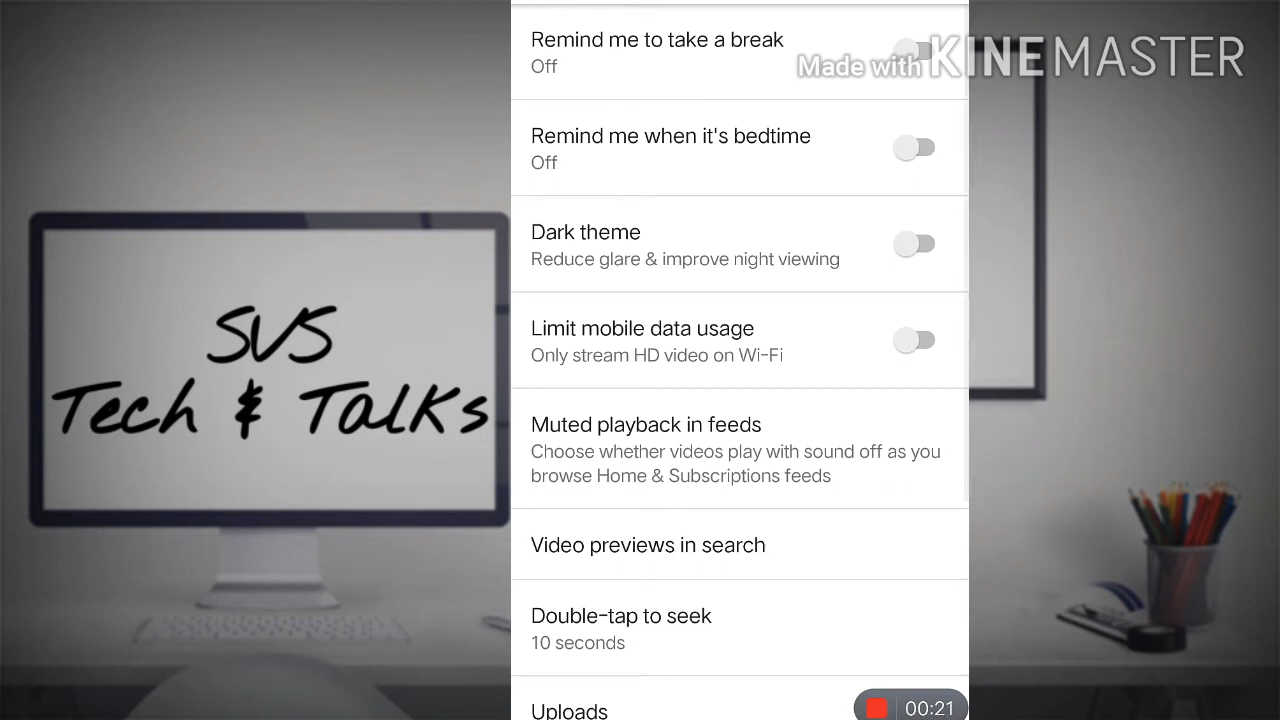 Remind me to take a break
Off
Made with KINEMASTER
Remind me when it's bedtime
Off
Dark theme
Reduce glare & improve night viewing
Limit mobile data usage
Only stream HD video on Wi-Fi
Muted playback in feeds
Choose whether videos play with sound off as you
browse Home & Subscriptions feeds
Video previews in search
Double-tap to seek
10 seconds
Uploads
00:21
SVS
Tech & Talks